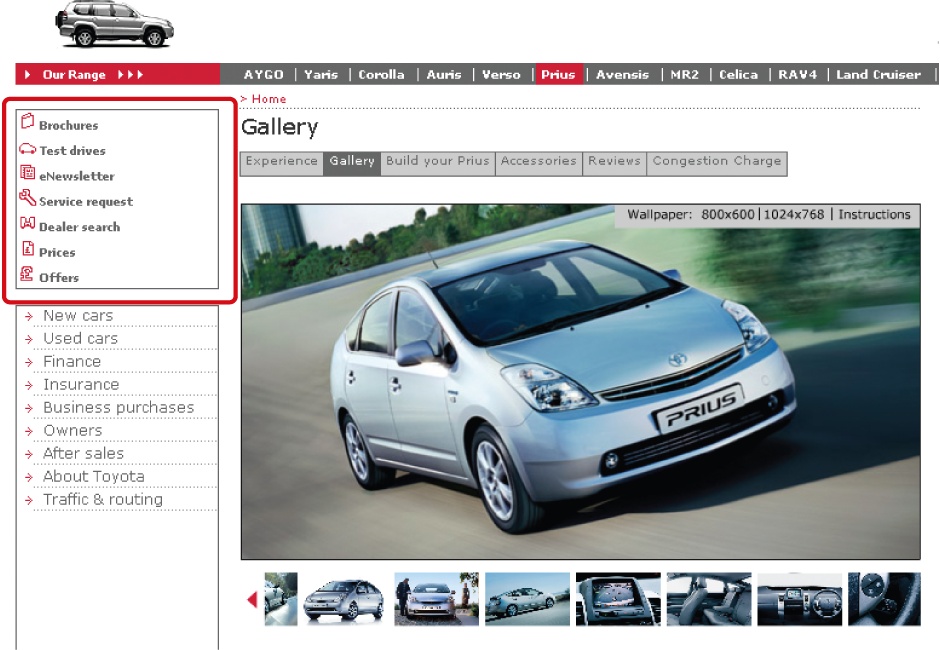 Our Range
AYGO | Yaris | Corolla | Auris | Verso | Prius | Avensis | MR2 | Celica | RAV4 | Land Cruiser |
> Home
Gallery
Experience Gallery Build your Prius Accessories Reviews Congestion Charge
Brochures
Test drives
eNewsletter
Service request
Dealer search
Prices
Offers
New cars
Used cars
Finance
Insurance
Business purchases
Owners
After sales
About Toyota
Traffic & routing
Wallpaper: 800x600 | 1024x768 | Instructions
PRIUS